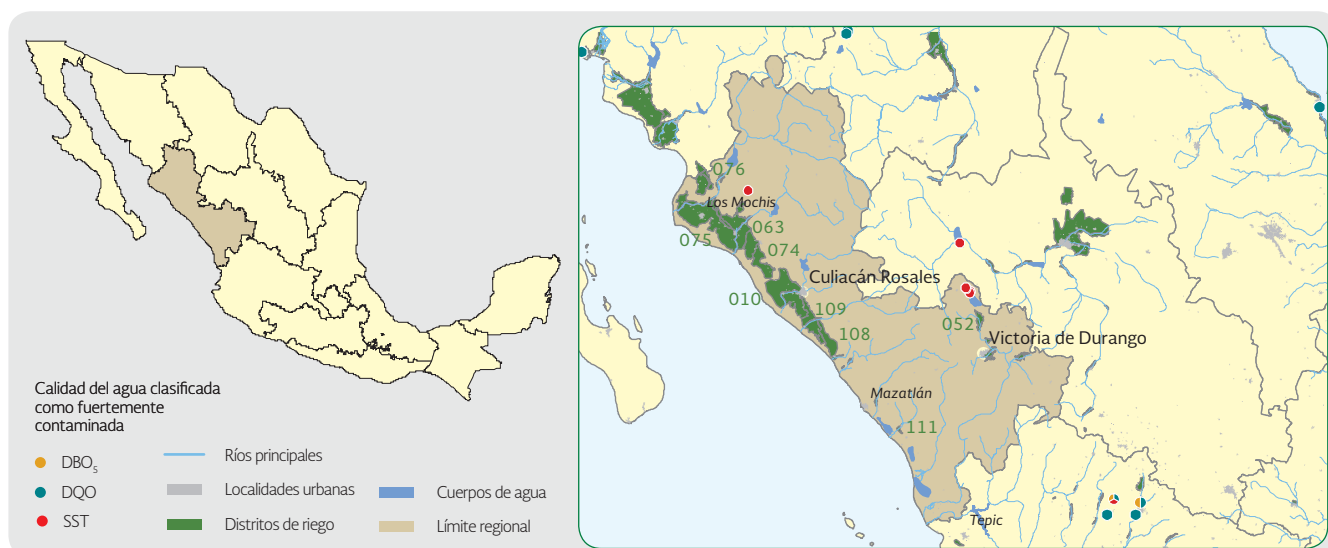 Calidad del agua clasificada
como fuertemente
contaminada
DBO5
DQO
SST
Ríos principales
Localidades urbanas
Distritos de riego
Cuerpos de agua
Límite regional
076
Los Mochis
063
075
074
Culiacán Rosales
010
109
052
108
Victoria de Durango
Mazatlán
111
Tepic